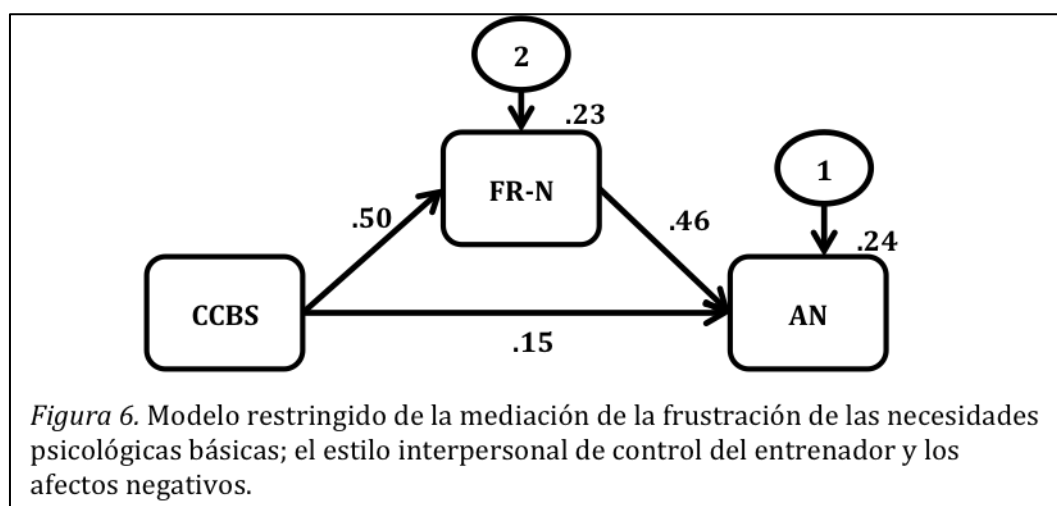 2
.23
1
FR-N
.50
.46
.24
CCBS
AN
.15
Figura 6. Modelo restringido de la mediación de la frustración de las necesidades
psicológicas básicas; el estilo interpersonal de control del entrenador y los
afectos negativos.